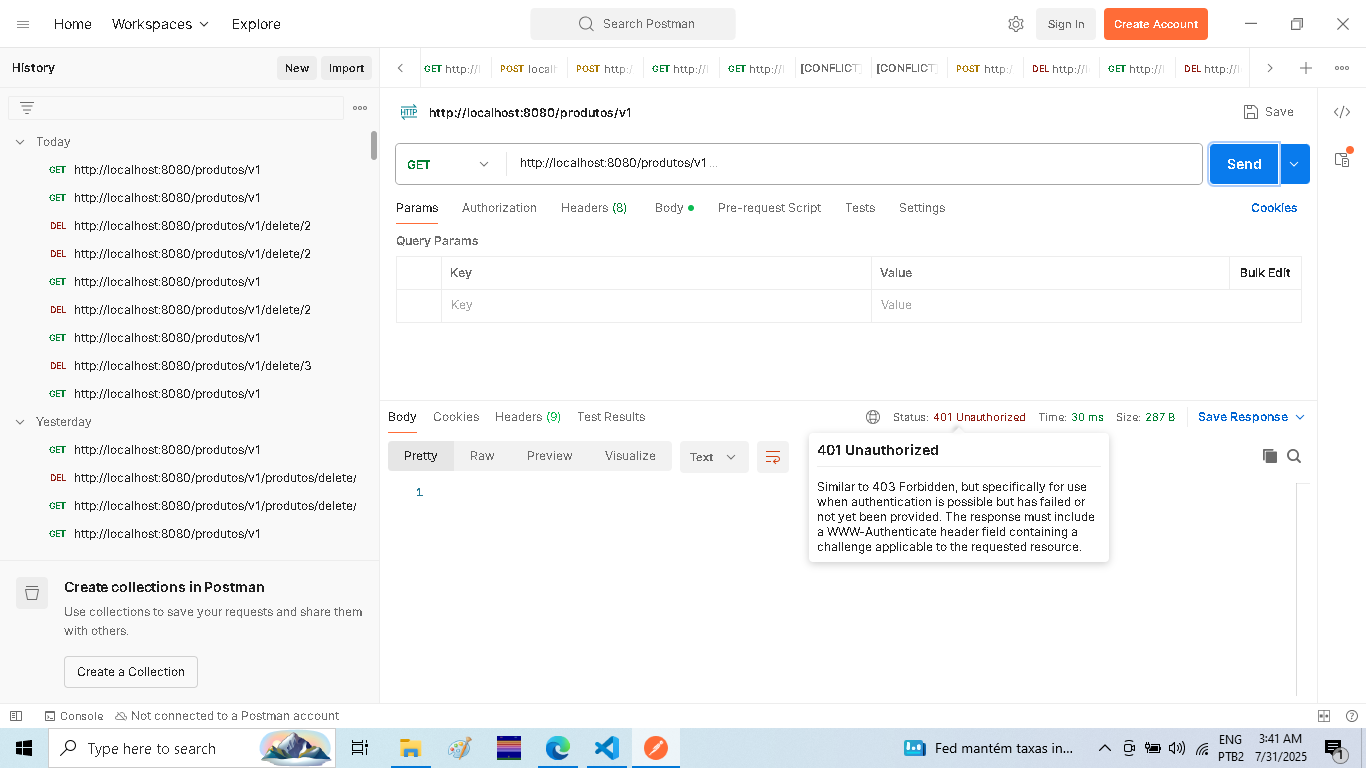 Home
Workspaces
Explore
Search Postman
Sign In
Create Account
History
New
Import
GET http://l
POST local
POST http:/
GET http://l
GET http://l
[CONFLICT]
[CONFLICT]
POST http:/
DEL http://l
GET http://l
DEL http://l
Today
GET http://localhost:8080/produtos/v1
GET http://localhost:8080/produtos/v1
DEL http://localhost:8080/produtos/v1/delete/2
DEL http://localhost:8080/produtos/v1/delete/2
GET http://localhost:8080/produtos/v1
DEL http://localhost:8080/produtos/v1/delete/2
GET http://localhost:8080/produtos/v1
DEL http://localhost:8080/produtos/v1/delete/3
GET http://localhost:8080/produtos/v1
Yesterday
GET http://localhost:8080/produtos/v1
DEL http://localhost:8080/produtos/v1/produtos/delete/
GET http://localhost:8080/produtos/v1/produtos/delete/
GET http://localhost:8080/produtos/v1
Create collections in Postman
Use collections to save your requests and share them
with others.
Create a Collection
HTTP http://localhost:8080/produtos/v1
Save
GET
http://localhost:8080/produtos/v1...
Send
Params
Authorization
Headers (8)
Body
Pre-request Script
Tests
Settings
Cookies
Query Params
Key
Value
Bulk Edit
Key
Value
Body
Cookies
Headers (9)
Test Results
Status: 401 Unauthorized
Time: 30 ms
Size: 287 B
Save Response
Pretty
Raw
Preview
Visualize
Text
1
401 Unauthorized
Similar to 403 Forbidden, but specifically for use
when authentication is possible but has failed or
not yet been provided. The response must include
a WWW-Authenticate header field containing a
challenge applicable to the requested resource.
Console
Not connected to a Postman account
Type here to search
Fed mantém taxas in...
ENG
PTB2
3:41 AM
7/31/2025
1